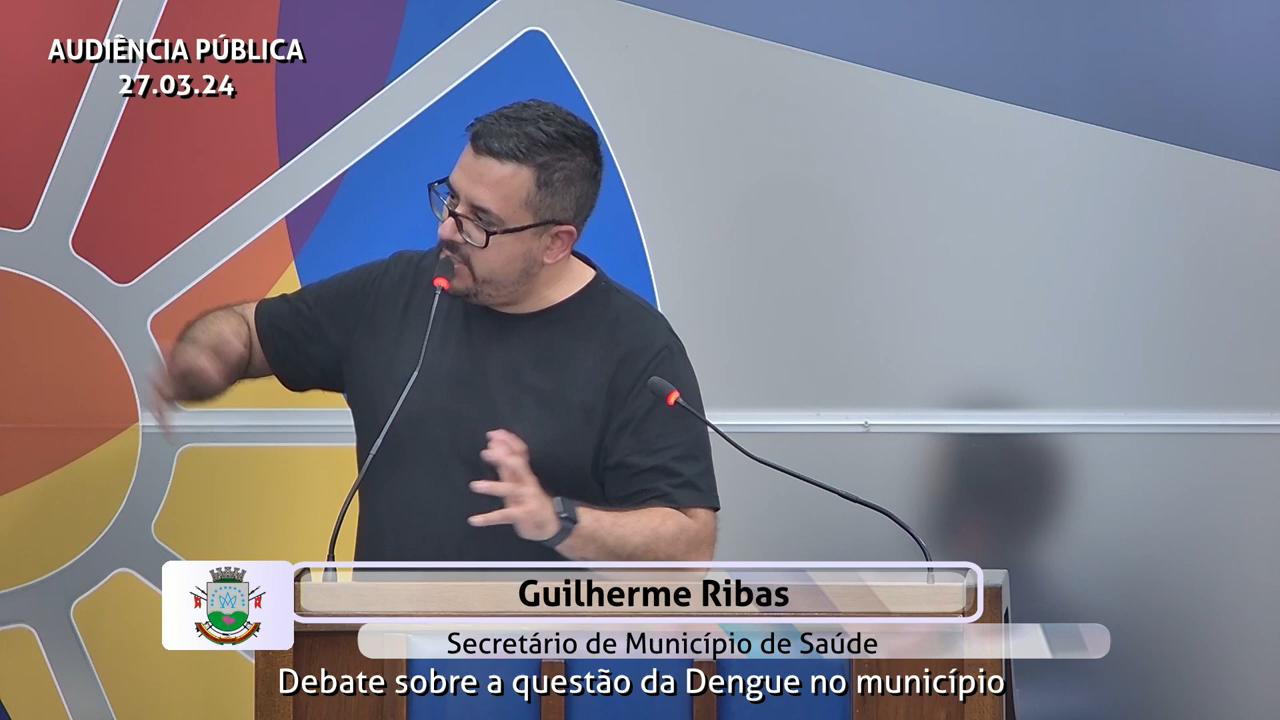 AUDIÊNCIA PÚBLICA
27.03.24
Guilherme Ribas
Secretário de Município de Saúde
Debate sobre a questão da Dengue no município